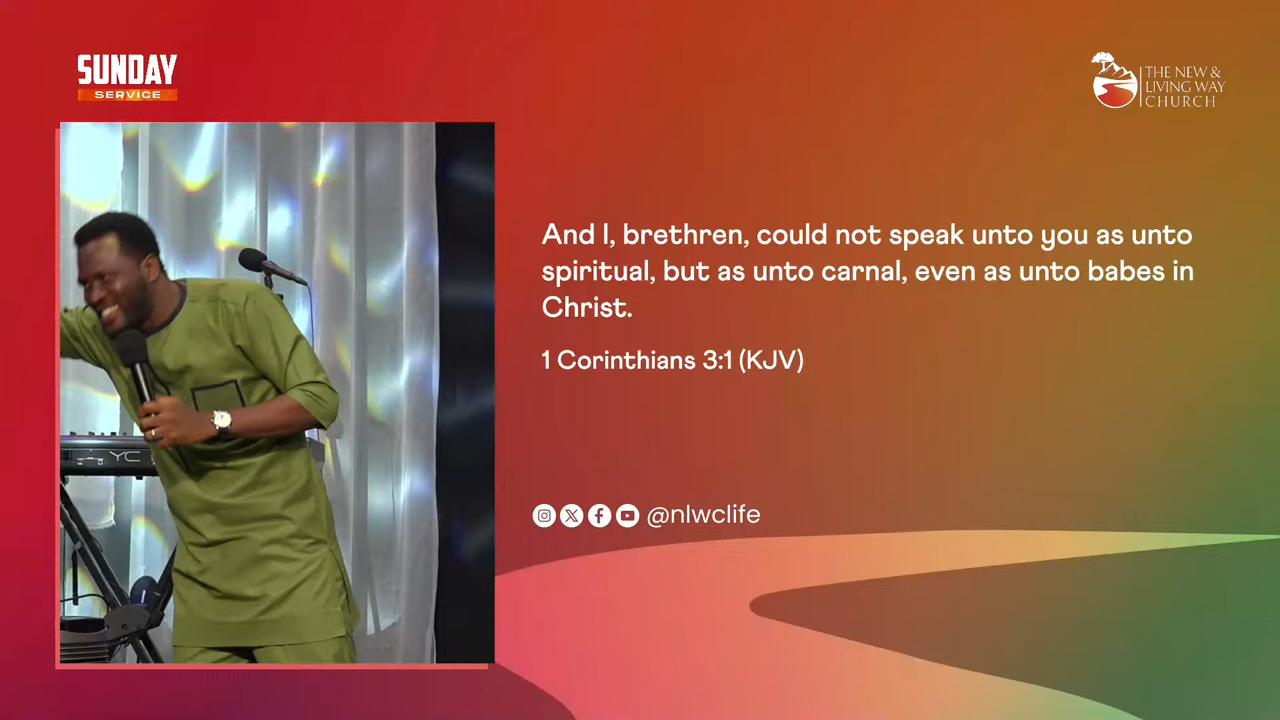 SUNDAY
SERVICE
THE NEW &
LIVING WAY
CHURCH
And I, brethren, could not speak unto you as unto
spiritual, but as unto carnal, even as unto babes in
Christ.
1 Corinthians 3:1 (KJV)
YC
@nlwclife